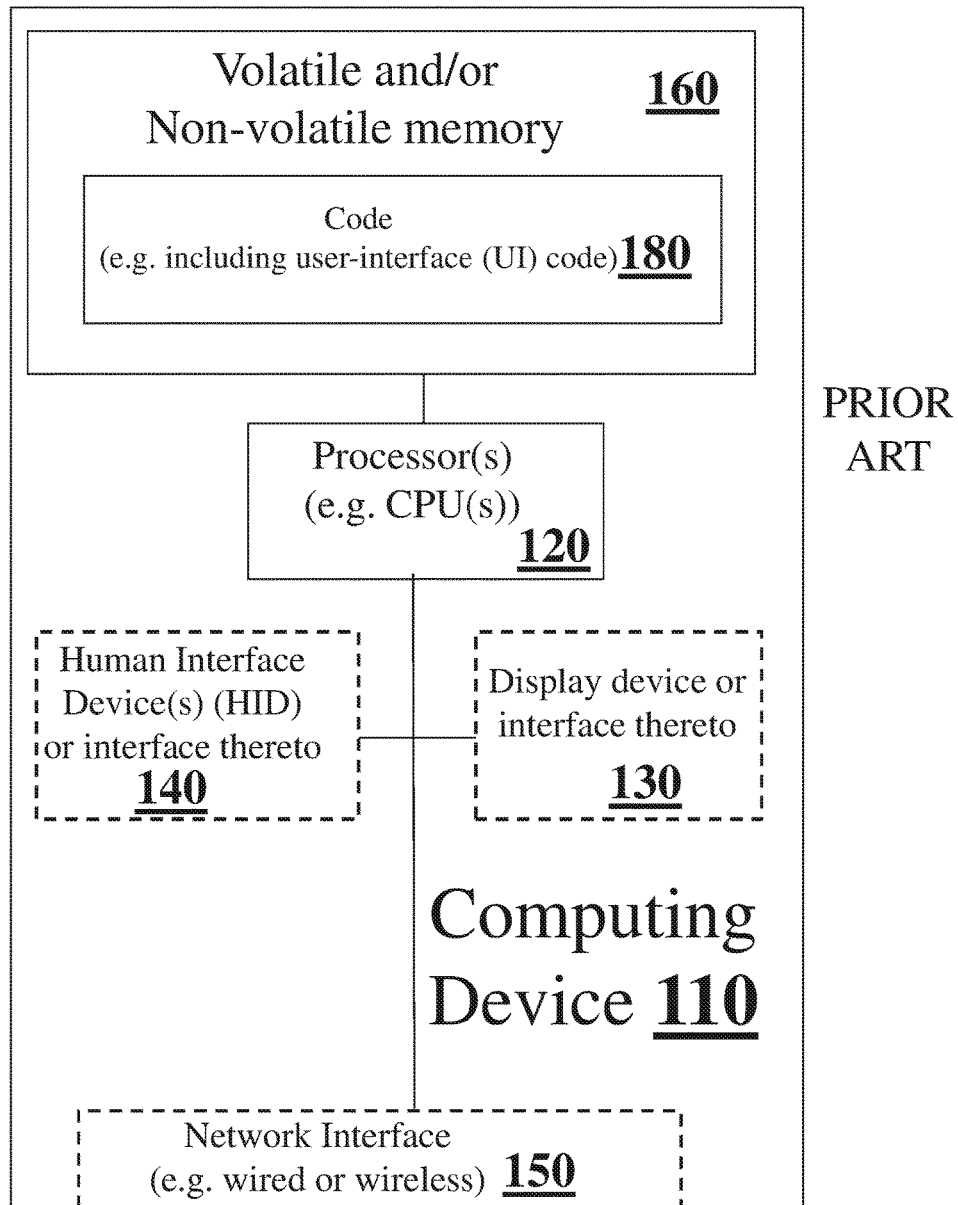 Volatile and/or
Non-volatile memory
160
Code
(e.g. including user-interface (UI) code) 180
PRIOR
ART
Processor(s)
(e.g. CPU(s))
120
Human Interface
Device(s) (HID)
or interface thereto
140
Display device or
interface thereto
130
Computing
Device 110
Network Interface
(e.g. wired or wireless) 150